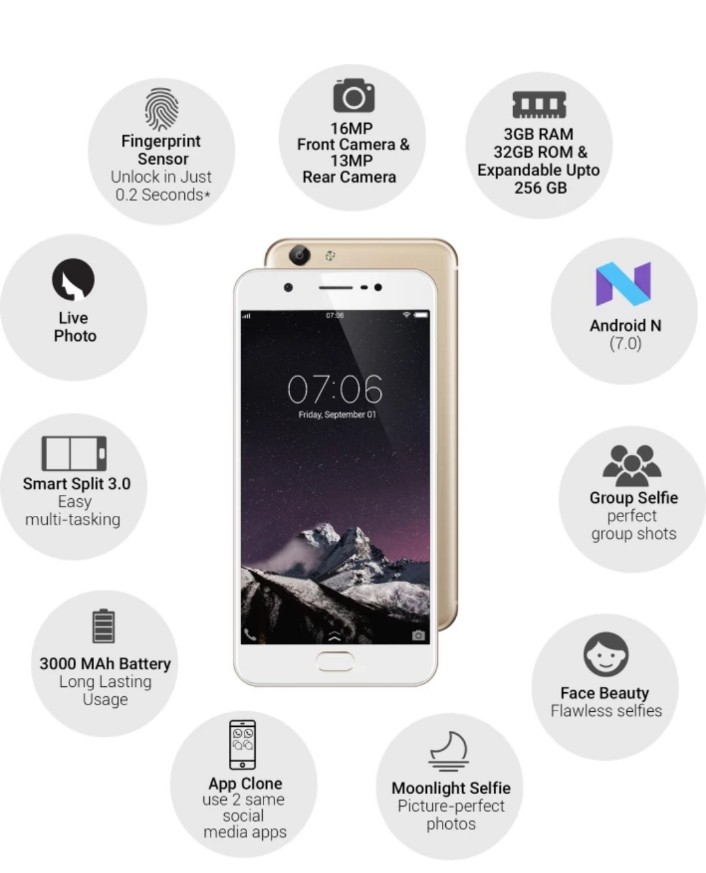 Fingerprint
Sensor
Unlock in Just
0.2 Seconds*
16MP
Front Camera &
13MP
Rear Camera
3GB RAM
32GB ROM &
Expandable Upto
256 GB
Live
Photo
07:06
07:06
Friday, September 01
Android N
(7.0)
Smart Split 3.0
Easy
multi-tasking
Group Selfie
perfect
group shots
3000 MAh Battery
Long Lasting
Usage
Face Beauty
Flawless selfies
App Clone
use 2 same
social
media apps
Moonlight Selfie
Picture-perfect
photos